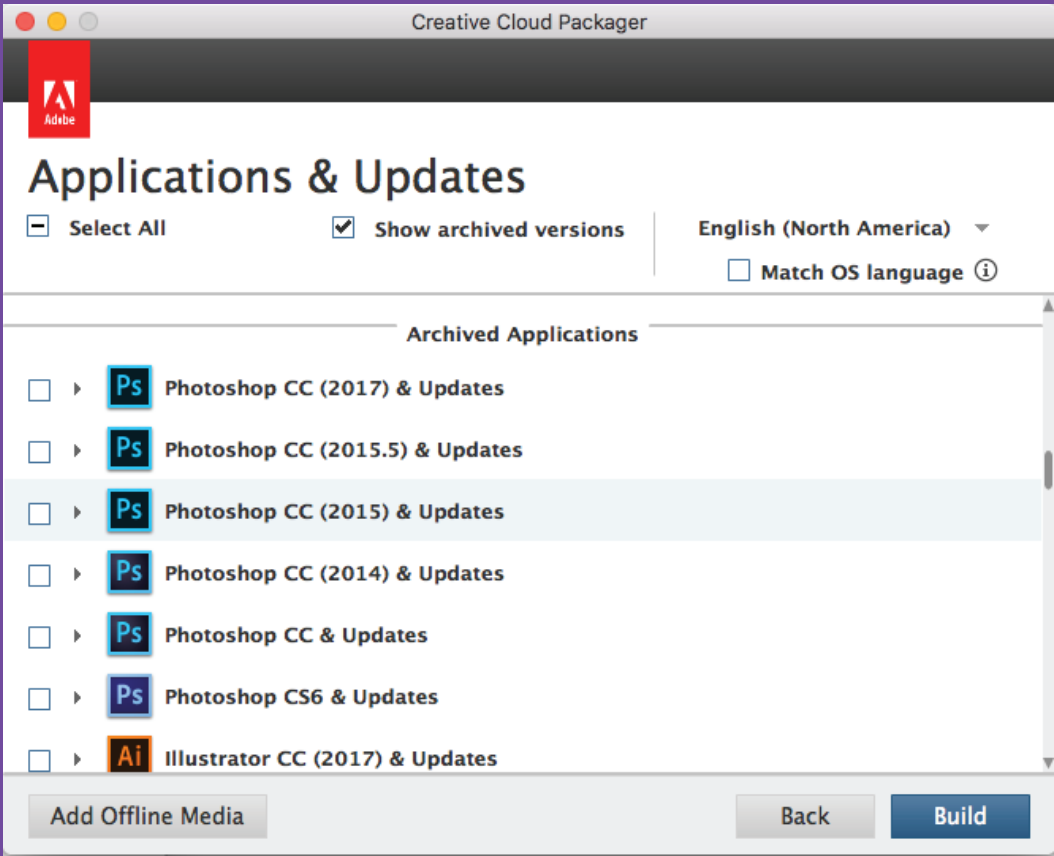 Creative Cloud Packager
Adobe
Applications & Updates
Select All
Show archived versions
English (North America)
Match OS language
Archived Applications
Ps Photoshop CC (2017) & Updates
Ps Photoshop CC (2015.5) & Updates
Ps Photoshop CC (2015) & Updates
Ps Photoshop CC (2014) & Updates
Ps Photoshop CC & Updates
Ps Photoshop CS6 & Updates
Ai Illustrator CC (2017) & Updates
Add Offline Media
Back
Build